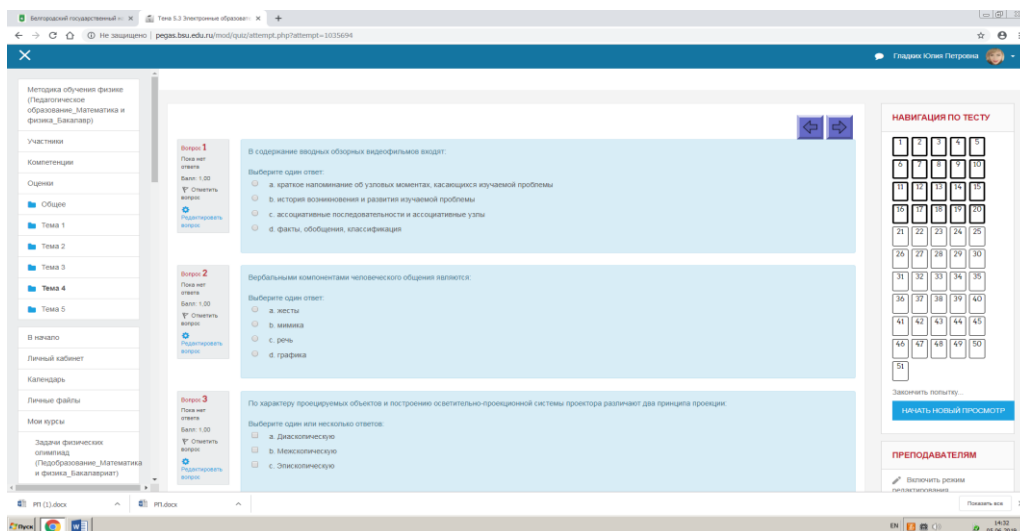 Белгородский государственный
Тема 5.3 Электронные образоват
Не защищено
pegas.bsu.edu.ru/mod/quiz/attempt.php?attempt=1035694
Гладких Юлия Петровна
Методика обучения физике
(Педагогическое
образование_Математика и
физика_Бакалавр)
Участники
Компетенции
Оценки
Общее
Тема 1
Тема 2
Тема 3
Тема 4
Тема 5
В начало
Личный кабинет
Календарь
Личные файлы
Мои курсы
Задачи физических
олимпиад
(Педобразование_Математика
и физика_Бакалавриат)
Вопрос 1
Пока нет
ответа
Балл: 1,00
Отметить
вопрос
Редактировать
вопрос
В содержание вводных обзорных видеофильмов входят:
Выберите один ответ:
a. краткое напоминание об узловых моментах, касающихся изучаемой проблемы
b. история возникновения и развития изучаемой проблемы
c. ассоциативные последовательности и ассоциативные узлы
d. факты, обобщения, классификация
Вопрос 2
Пока нет
ответа
Балл: 1,00
Отметить
вопрос
Редактировать
вопрос
Вербальными компонентами человеческого общения являются:
Выберите один ответ:
a. жесты
b. мимика
c. речь
d. графика
Вопрос 3
Пока нет
ответа
Балл: 1,00
Отметить
вопрос
Редактировать
вопрос
По характеру проецируемых объектов и построению осветительно-проекционной системы проектора различают два принципа проекции:
Выберите один или несколько ответов:
a. Диаскопическую
b. Межскопическую
c. Эпископическую
НАВИГАЦИЯ ПО ТЕСТУ
1 2 3 4 5
6 7 8 9 10
11 12 13 14 15
16 17 18 19 20
21 22 23 24 25
26 27 28 29 30
31 32 33 34 35
36 37 38 39 40
41 42 43 44 45
46 47 48 49 50
51
Закончить попытку...
НАЧАТЬ НОВЫЙ ПРОСМОТР
ПРЕПОДАВАТЕЛЯМ
Включить режим
редактирования
РП (1).docx
РП.docx
Показать все
Пуск
EN
14:32